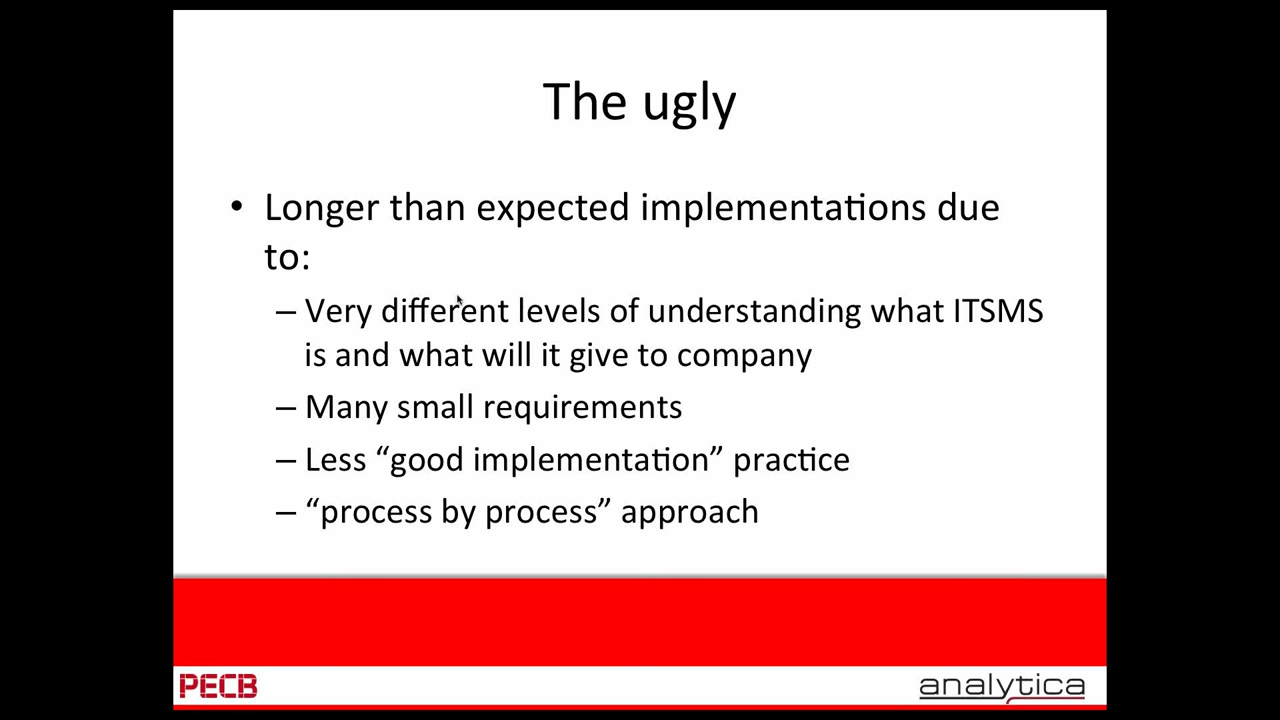 The ugly
• Longer than expected implementations due
to:
– Very different levels of understanding what ITSMS
is and what will it give to company
– Many small requirements
– Less “good implementation” practice
– “process by process” approach
PECB
analytica